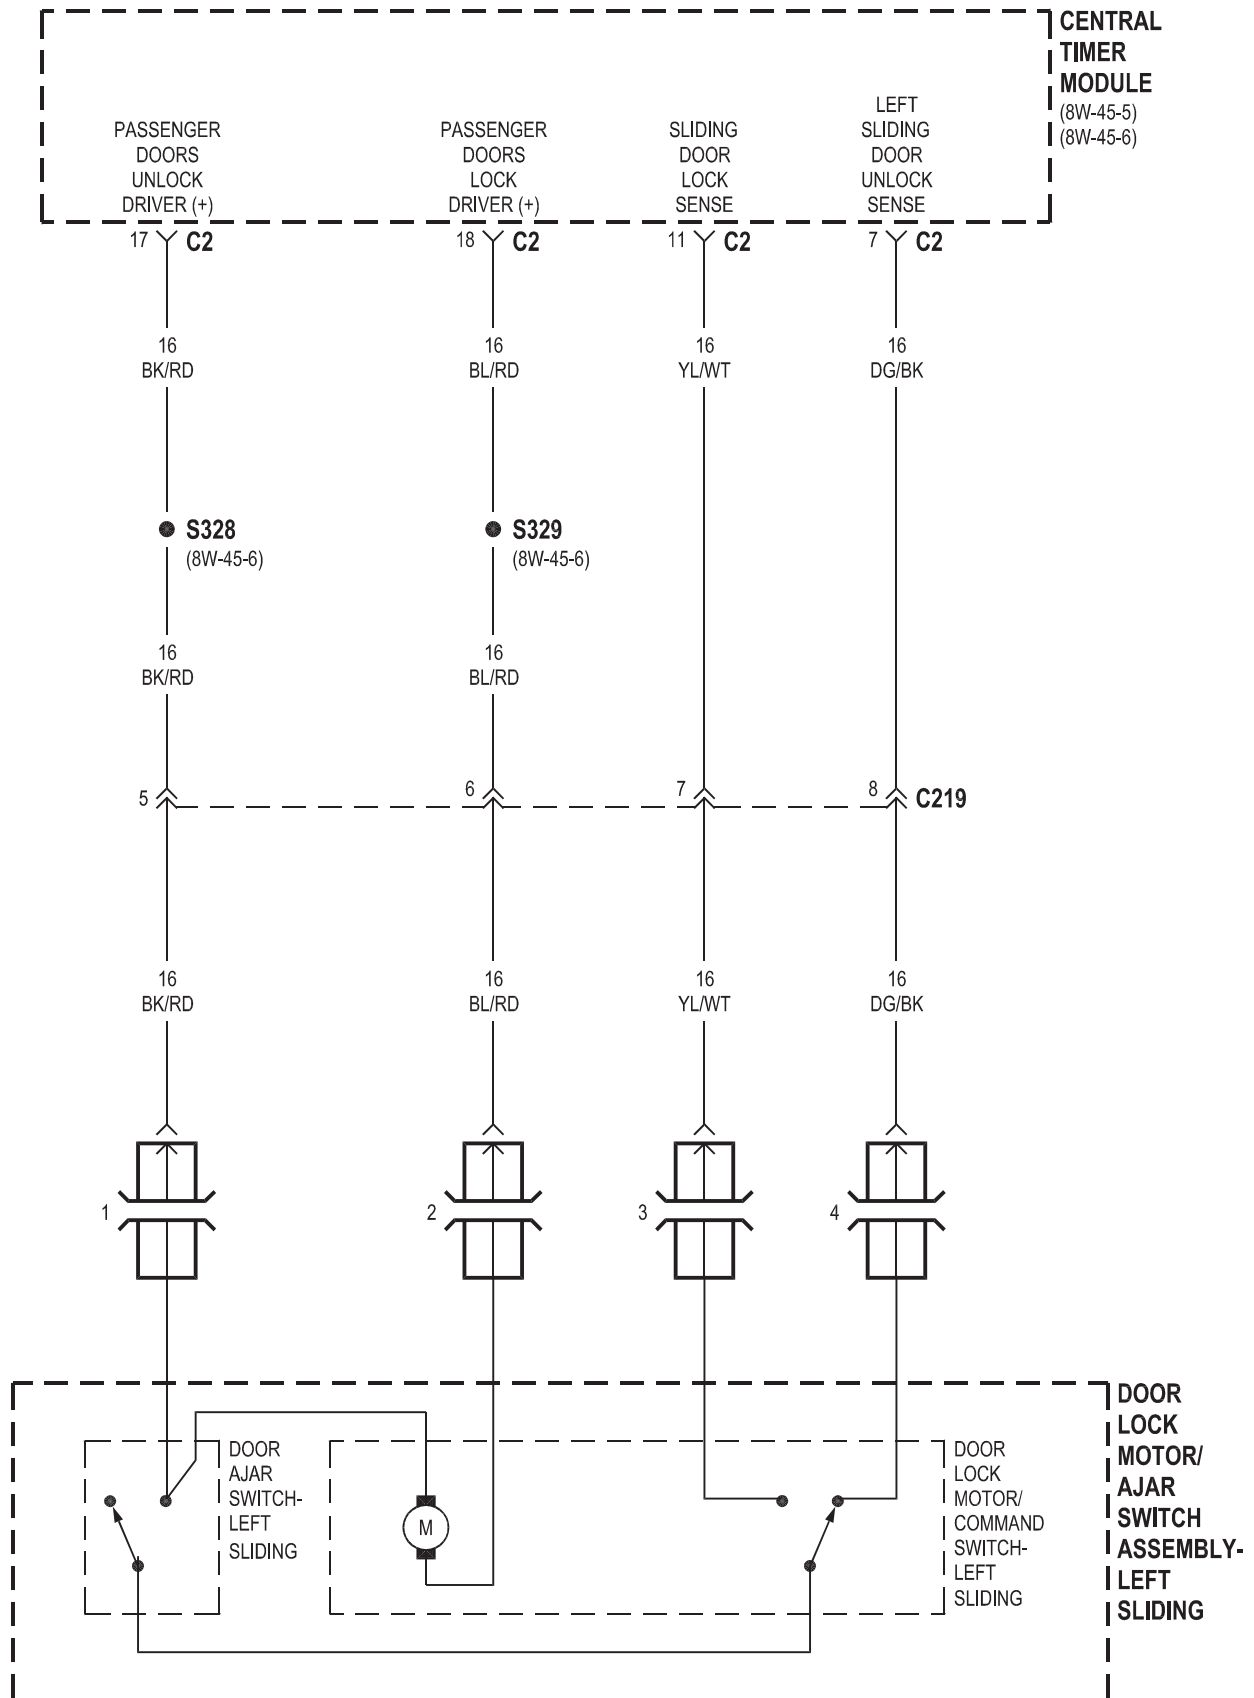 CENTRAL
TIMER
MODULE
(8W-45-5)
(8W-45-6)
PASSENGER
DOORS
UNLOCK
DRIVER (+)
PASSENGER
DOORS
LOCK
DRIVER (+)
SLIDING
DOOR
LOCK
SENSE
LEFT
SLIDING
DOOR
UNLOCK
SENSE
17 C2
18 C2
11 C2
7 C2
16
BK/RD
16
BL/RD
16
YL/WT
16
DG/BK
S328
(8W-45-6)
S329
(8W-45-6)
16
BK/RD
16
BL/RD
5
6
7
8
C219
16
BK/RD
16
BL/RD
16
YL/WT
16
DG/BK
1
2
3
4
DOOR
AJAR
SWITCH-
LEFT
SLIDING
M
DOOR
LOCK
MOTOR/
COMMAND
SWITCH-
LEFT
SLIDING
DOOR
LOCK
MOTOR/
AJAR
SWITCH
ASSEMBLY-
LEFT
SLIDING